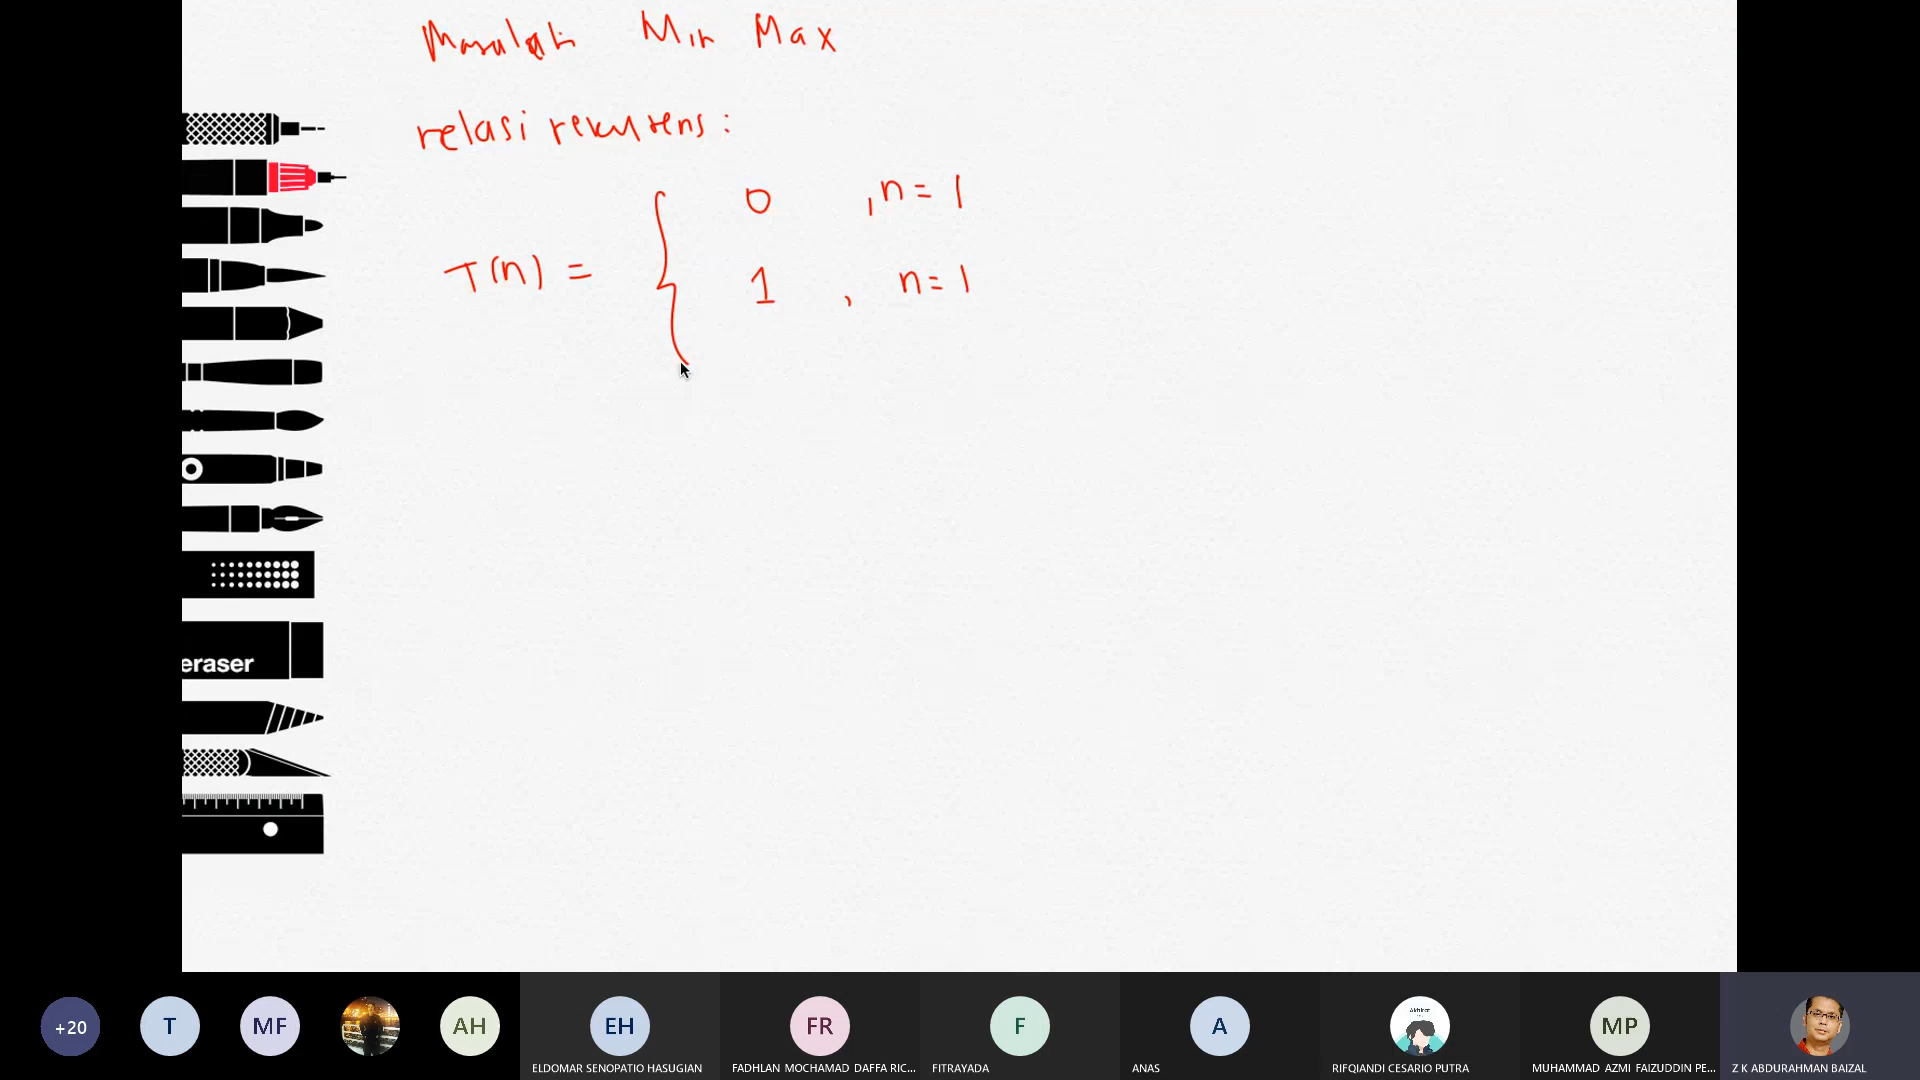 Masalah Min Max
relasi rekurens :
0 , n = 1
T(n) =
1 , n = 1
eraser
+20
T
MF
AH
EH
FR
F
A
MP
ELDOMAR SENOPATIO HASUGIAN
FADHLAN MOCHAMAD DAFFA RIC...
FITRAYADA
ANAS
RIFQIANDI CESARIO PUTRA
MUHAMMAD AZMI FAIZUDDIN PE...
Z K ABDURAHMAN BAIZAL